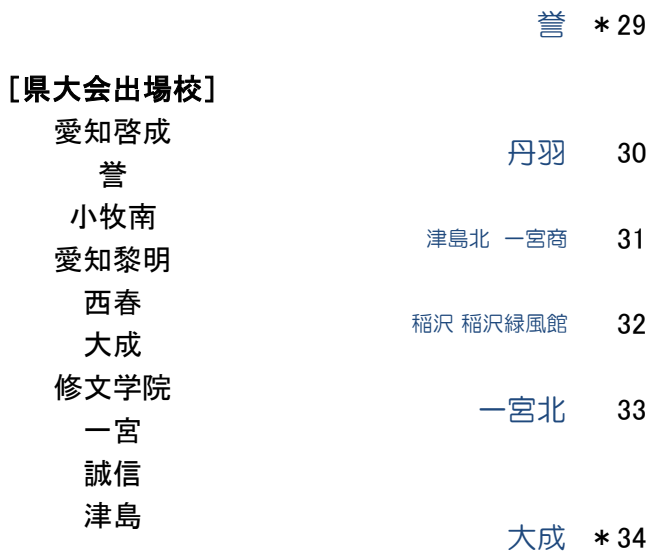 [県大会出場校]
愛知啓成
誉
小牧南
愛知黎明
西春
大成
修文学院
一宮
誠信
津島
誉 *29
丹羽 30
津島北 一宮商 31
稲沢 稲沢緑風館 32
一宮北 33
大成 *34